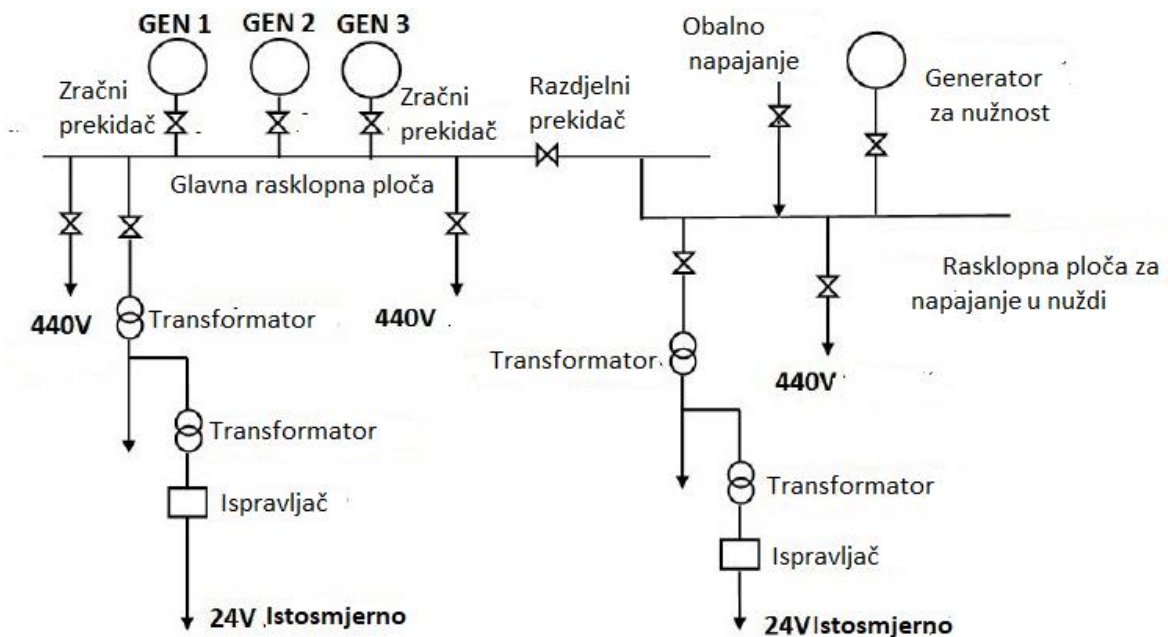 GEN 1 GEN 2 GEN 3
Obalno
napajanje
Generator
za nužnost
Zračni
prekidač
Zračni
prekidač
Razdjelni
prekidač
Glavna rasklopna ploča
Rasklopna ploča za
napajanje u nuždi
440V
Transformator
440V
Transformator
440V
Transformator
Transformator
Ispravljač
Ispravljač
24V Istosmjerno
24V Istosmjerno